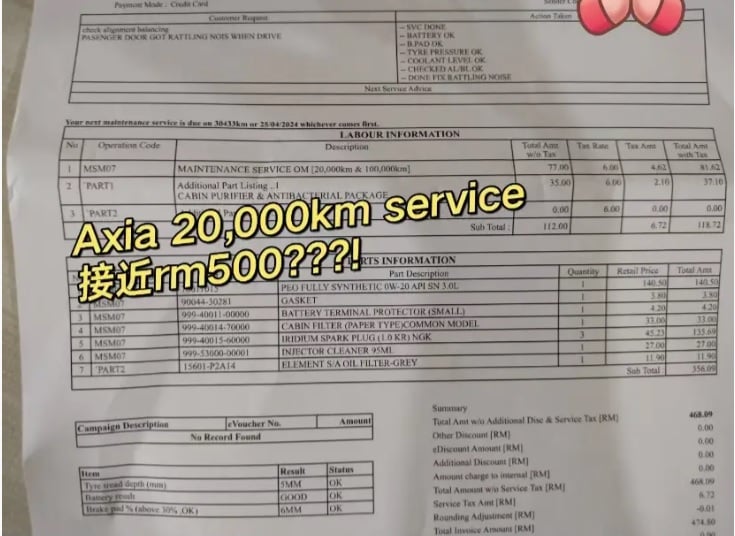 Payment Mode : Credit Card
Customer Request Action Taken
check alignment balancing
PASENGER DOOR GOT RATTLING NOIS WHEN DRIVE
- SVC DONE
- BATTERY OK
- B.PAD OK
- TYRE PRESSURE OK
- COOLANT LEVEL OK
- CHECKED AL/BL OK
- DONE FIX RATTLING NOISE
Next Service Advice
Your next maintenance service is due on 30433km or 25/04/2024 whichever comes first.
LABOUR INFORMATION
No Operation Code Description Total Amt w/o Tax Tax Rate Tax Amt Total Amt with Tax
1 MSM07 MAINTENANCE SERVICE OM [20,000km & 100,000km] 77.00 6.00 4.62 81.62
2 `PART1 Additional Part Listing ..1 35.00 6.00 2.10 37.10
CABIN PURIFIER & ANTIBACTERIAL PACKAGE
3 `PART2 0.00 6.00 0.00 0.00
Sub Total : 112.00 6.72 118.72
Axia 20,000km service
接近rm500???!
PARTS INFORMATION
Part Description Quantity Retail Price Total Amt
PEO FULLY SYNTHETIC 0W-20 API SN 3.0L 1 140.50 140.50
2 MSM07 90044-30281 GASKET 1 3.80 3.80
3 MSM07 999-40011-00000 BATTERY TERMINAL PROTECTOR (SMALL) 1 4.20 4.20
4 MSM07 999-40014-70000 CABIN FILTER (PAPER TYPE)COMMON MODEL 1 33.00 33.00
5 MSM07 999-40015-60000 IRIDIUM SPARK PLUG (1.0 KR) NGK 3 45.23 135.69
6 MSM07 999-53600-00001 INJECTOR CLEANER 95ML 1 27.00 27.00
7 `PART2 15601-P2A14 ELEMENT S/A OIL FILTER-GREY 1 11.90 11.90
Sub Total : 356.09
Campaign Description eVoucher No. Amount
No Record Found
Item Result Status
Tyre tread depth (mm) 5MM OK
Battery result GOOD OK
Brake pad % (above 30% ,OK) 6MM OK
Summary
Total Amt w/o Additional Disc & Service Tax [RM] 468.09
Other Discount [RM] 0.00
eDiscount Amount [RM] 0.00
Additional Discount [RM] 0.00
Amount charge to internal [RM] 0.00
Total Amount w/o Service Tax [RM] 468.09
Service Tax Amt [RM] 6.72
Rounding Adjustment [RM] -0.01
Total Invoice Amount [RM] 474.80
0.00